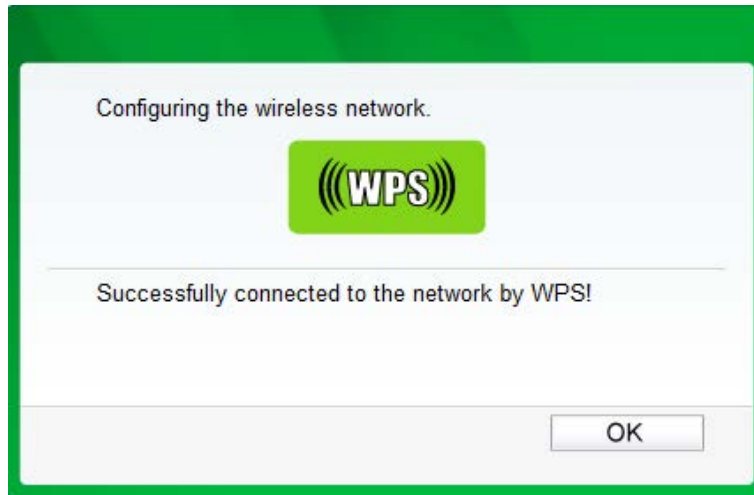 Configuring the wireless network.
WPS
Successfully connected to the network by WPS!
OK